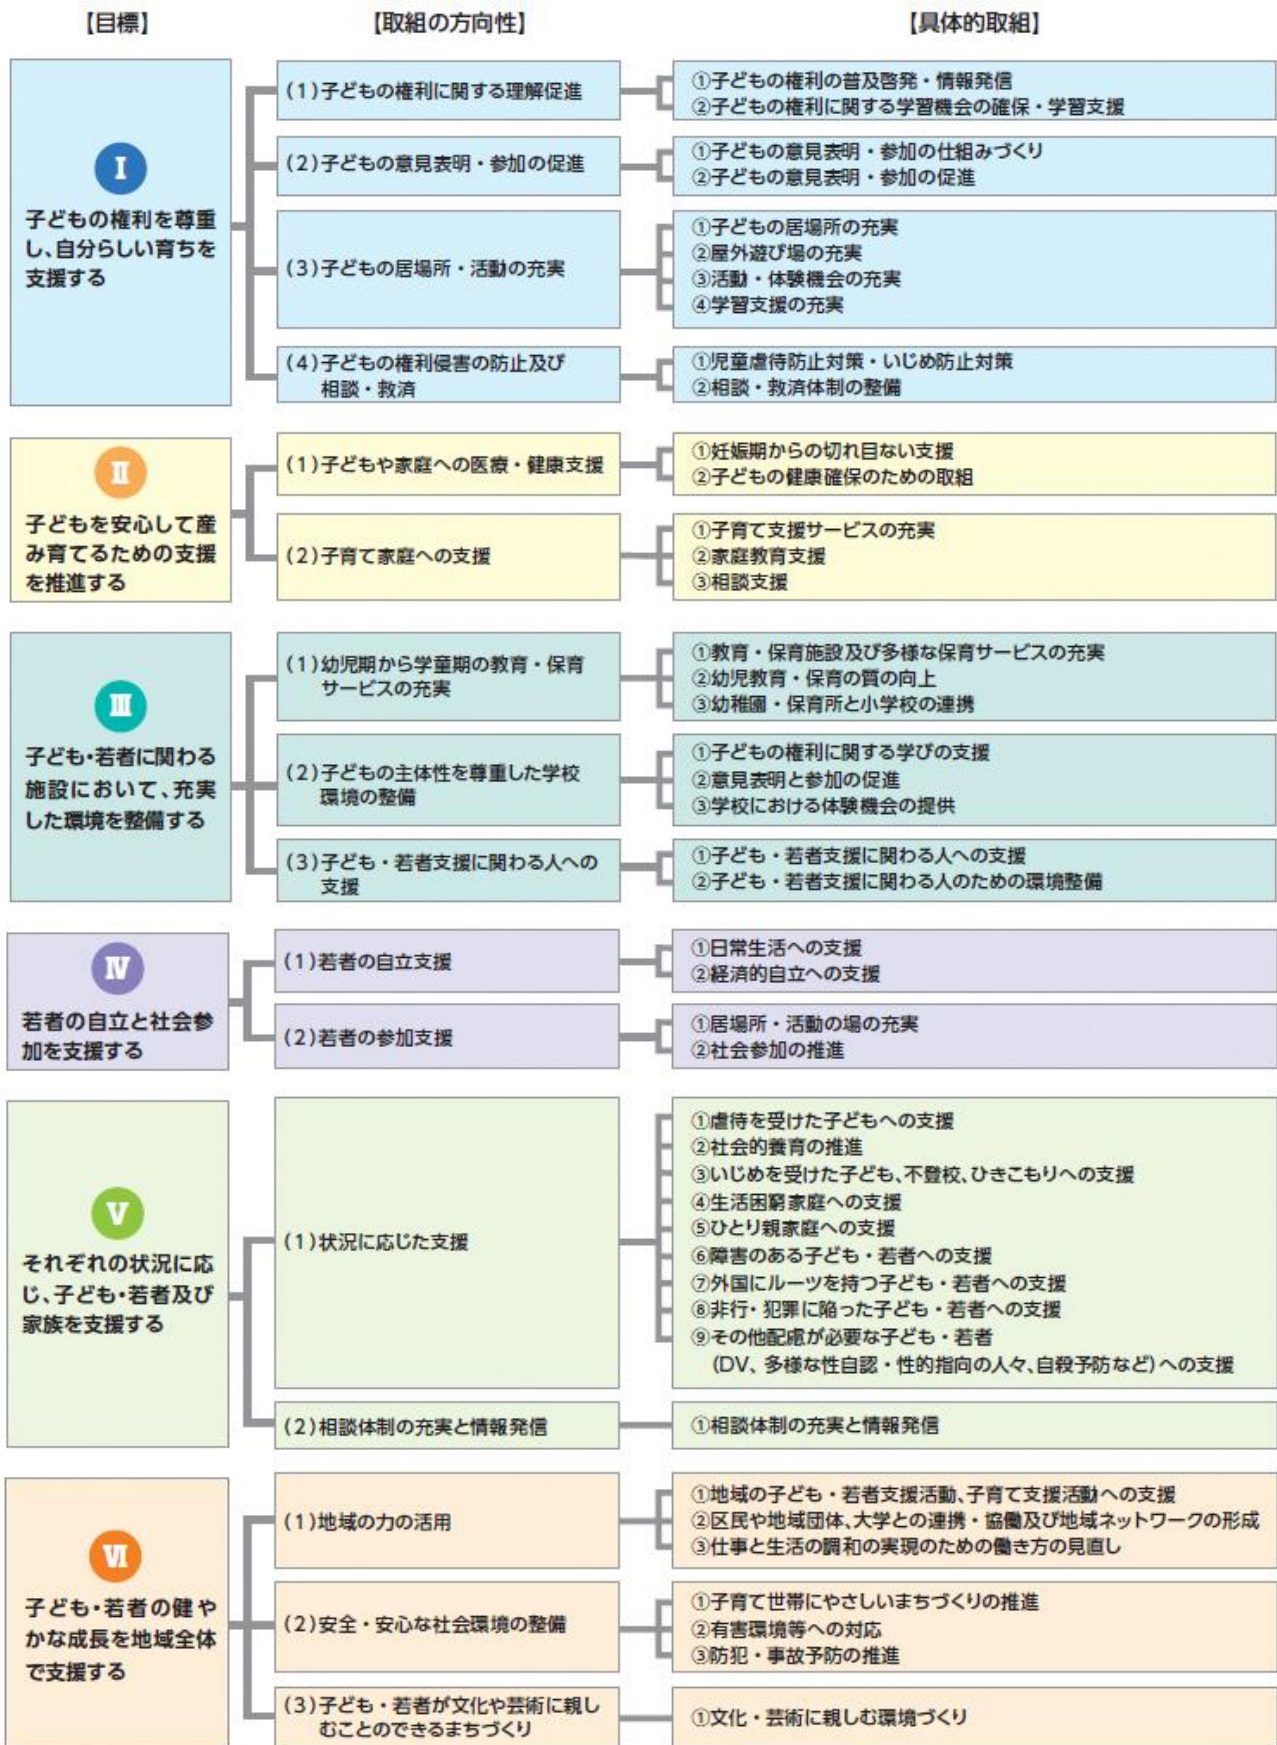 【目標】
【取組の方向性】
【具体的取組】
I
子どもの権利を尊重
し、自分らしい育ちを
支援する
(1)子どもの権利に関する理解促進
①子どもの権利の普及啓発・情報発信
②子どもの権利に関する学習機会の確保・学習支援
(2)子どもの意見表明・参加の促進
①子どもの意見表明・参加の仕組みづくり
②子どもの意見表明・参加の促進
(3)子どもの居場所・活動の充実
①子どもの居場所の充実
②屋外遊び場の充実
③活動・体験機会の充実
④学習支援の充実
(4)子どもの権利侵害の防止及び
相談・救済
①児童虐待防止対策・いじめ防止対策
②相談・救済体制の整備
II
子どもを安心して産
み育てるための支援
を推進する
(1)子どもや家庭への医療・健康支援
①妊娠期からの切れ目ない支援
②子どもの健康確保のための取組
(2)子育て家庭への支援
①子育て支援サービスの充実
②家庭教育支援
③相談支援
III
子ども・若者に関わる
施設において、充実
した環境を整備する
(1)幼児期から学童期の教育・保育
サービスの充実
①教育・保育施設及び多様な保育サービスの充実
②幼児教育・保育の質の向上
③幼稚園・保育所と小学校の連携
(2)子どもの主体性を尊重した学校
環境の整備
①子どもの権利に関する学びの支援
②意見表明と参加の促進
③学校における体験機会の提供
(3)子ども・若者支援に関わる人への
支援
①子ども・若者支援に関わる人への支援
②子ども・若者支援に関わる人のための環境整備
IV
若者の自立と社会参
加を支援する
(1)若者の自立支援
①日常生活への支援
②経済的自立への支援
(2)若者の参加支援
①居場所・活動の場の充実
②社会参加の推進
V
それぞれの状況に応
じ、子ども・若者及び
家族を支援する
(1)状況に応じた支援
①虐待を受けた子どもへの支援
②社会的養育の推進
③いじめを受けた子ども、不登校、ひきこもりへの支援
④生活困窮家庭への支援
⑤ひとり親家庭への支援
⑥障害のある子ども・若者への支援
⑦外国にルーツを持つ子ども・若者への支援
⑧非行・犯罪に陥った子ども・若者への支援
⑨その他配慮が必要な子ども・若者
(DV、多様な性自認・性的指向の人々、自殺予防など)への支援
(2)相談体制の充実と情報発信
①相談体制の充実と情報発信
VI
子ども・若者の健や
かな成長を地域全体
で支援する
(1)地域の力の活用
①地域の子ども・若者支援活動、子育て支援活動への支援
②区民や地域団体、大学との連携・協働及び地域ネットワークの形成
③仕事と生活の調和の実現のための働き方の見直し
(2)安全・安心な社会環境の整備
①子育て世帯にやさしいまちづくりの推進
②有害環境等への対応
③防犯・事故予防の推進
(3)子ども・若者が文化や芸術に親し
むことのできるまちづくり
①文化・芸術に親しむ環境づくり